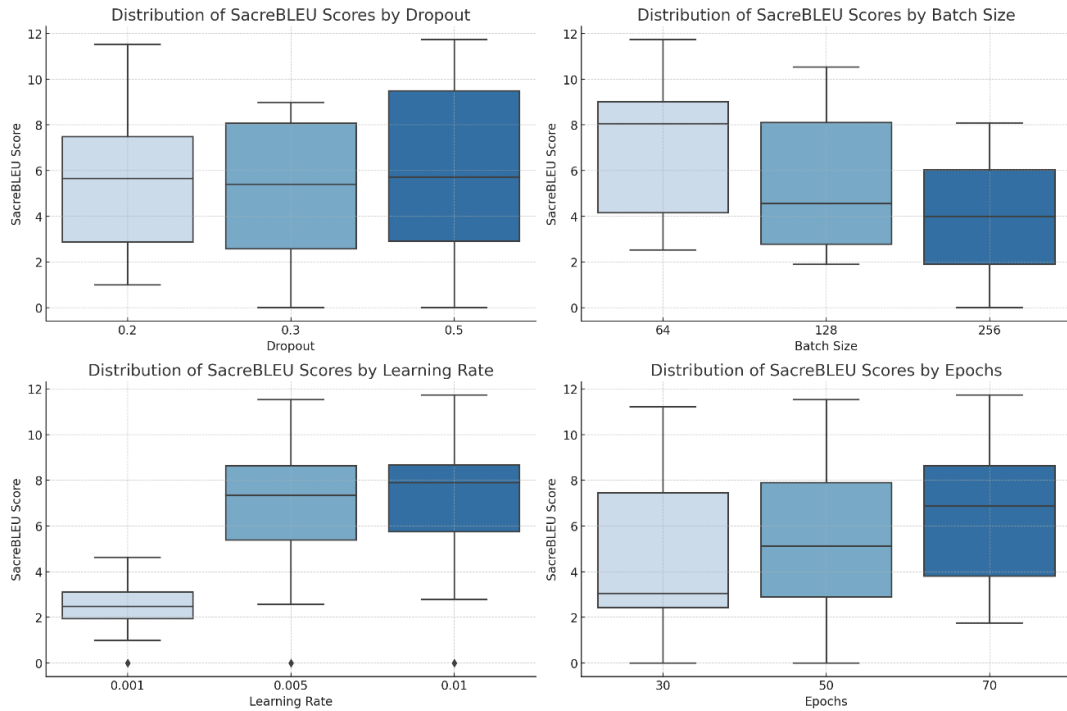 Distribution of SacreBLEU Scores by Dropout
12
10
8
6
4
2
0
SacreBLEU Score
0.2 0.3 0.5
Dropout
Distribution of SacreBLEU Scores by Batch Size
12
10
8
6
4
2
0
SacreBLEU Score
64 128 256
Batch Size
Distribution of SacreBLEU Scores by Learning Rate
12
10
8
6
4
2
0
SacreBLEU Score
0.001 0.005 0.01
Learning Rate
Distribution of SacreBLEU Scores by Epochs
12
10
8
6
4
2
0
SacreBLEU Score
30 50 70
Epochs